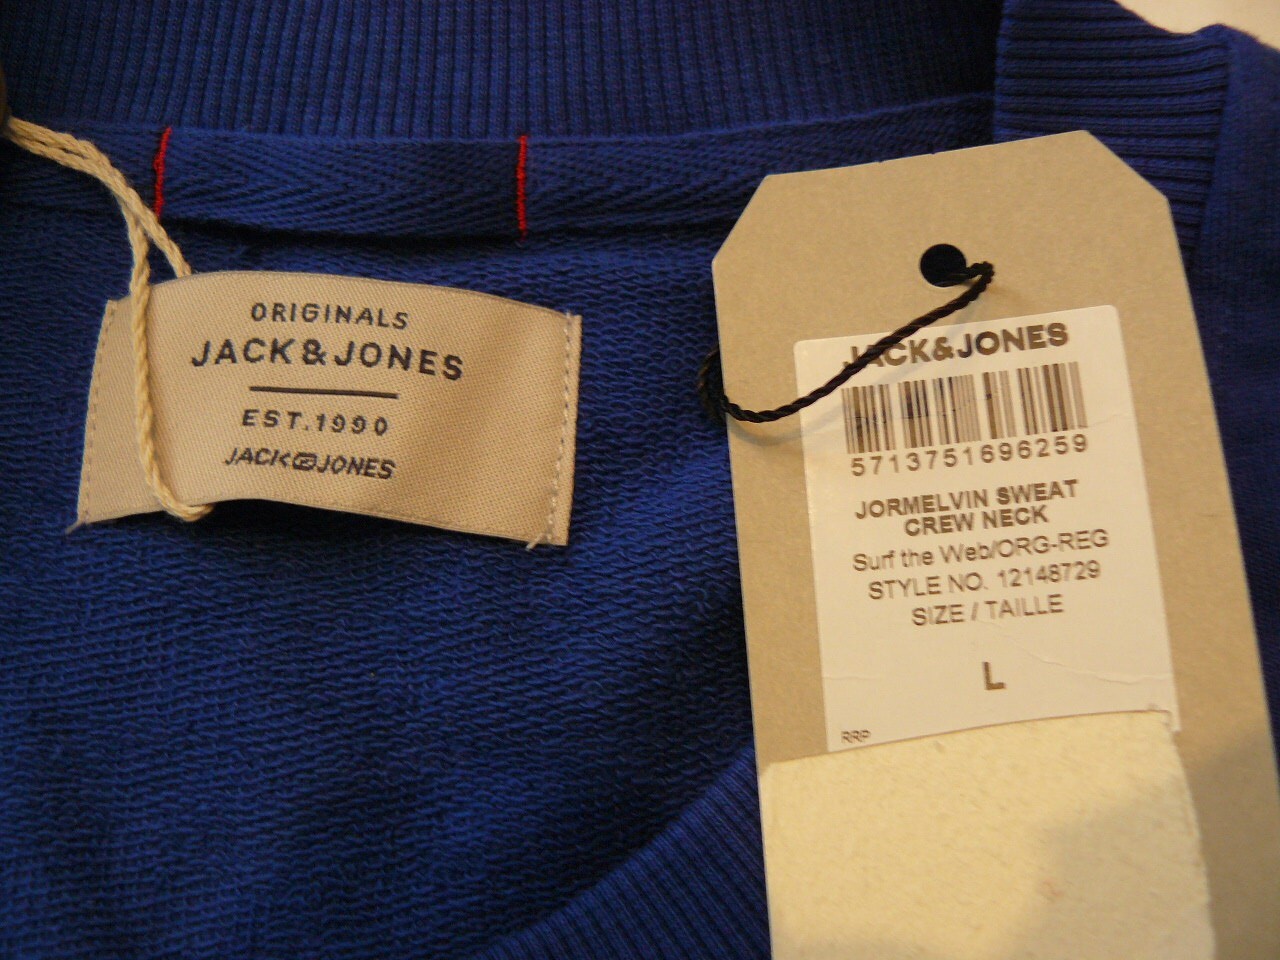 ORIGINALS
JACK&JONES
EST.1990
JACK&JONES
JACK&JONES
5713751696259
JORMELVIN SWEAT
CREW NECK
Surf the Web/ORG-REG
STYLE NO. 12148729
SIZE / TAILLE
L
RRP